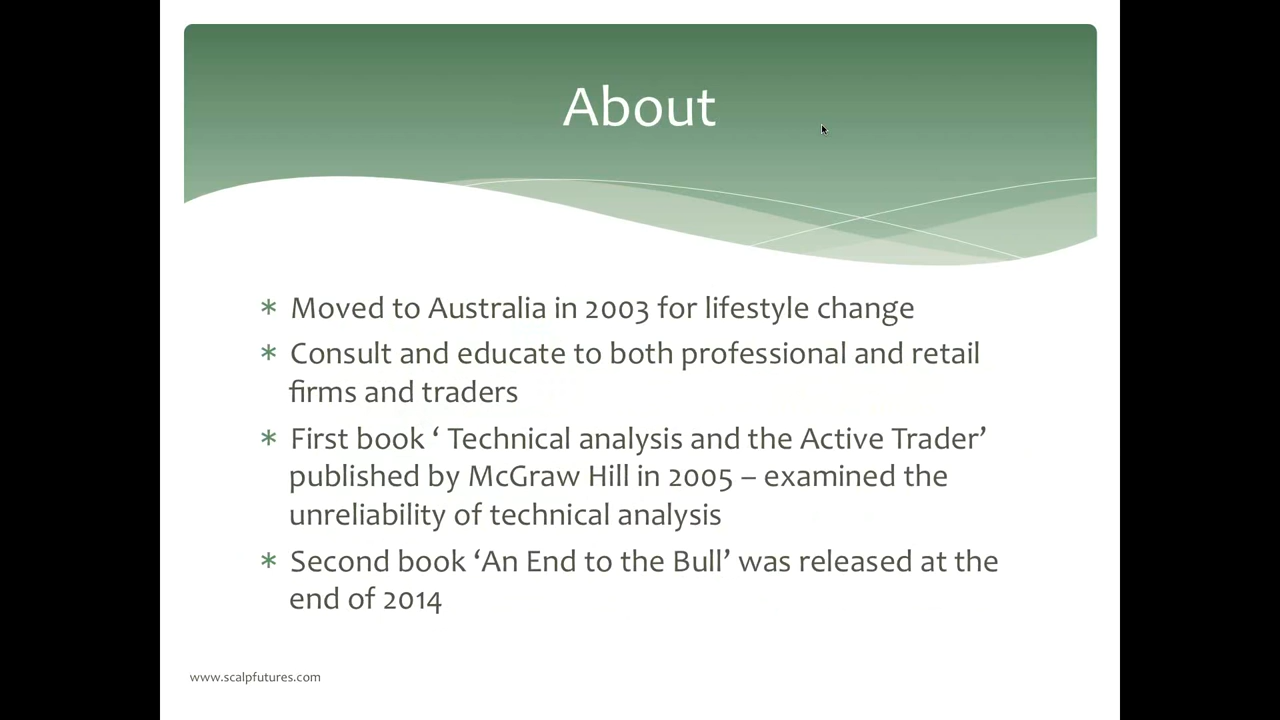 About
* Moved to Australia in 2003 for lifestyle change
* Consult and educate to both professional and retail
firms and traders
* First book ‘ Technical analysis and the Active Trader’
published by McGraw Hill in 2005 – examined the
unreliability of technical analysis
* Second book ‘An End to the Bull’ was released at the
end of 2014
www.scalpfutures.com